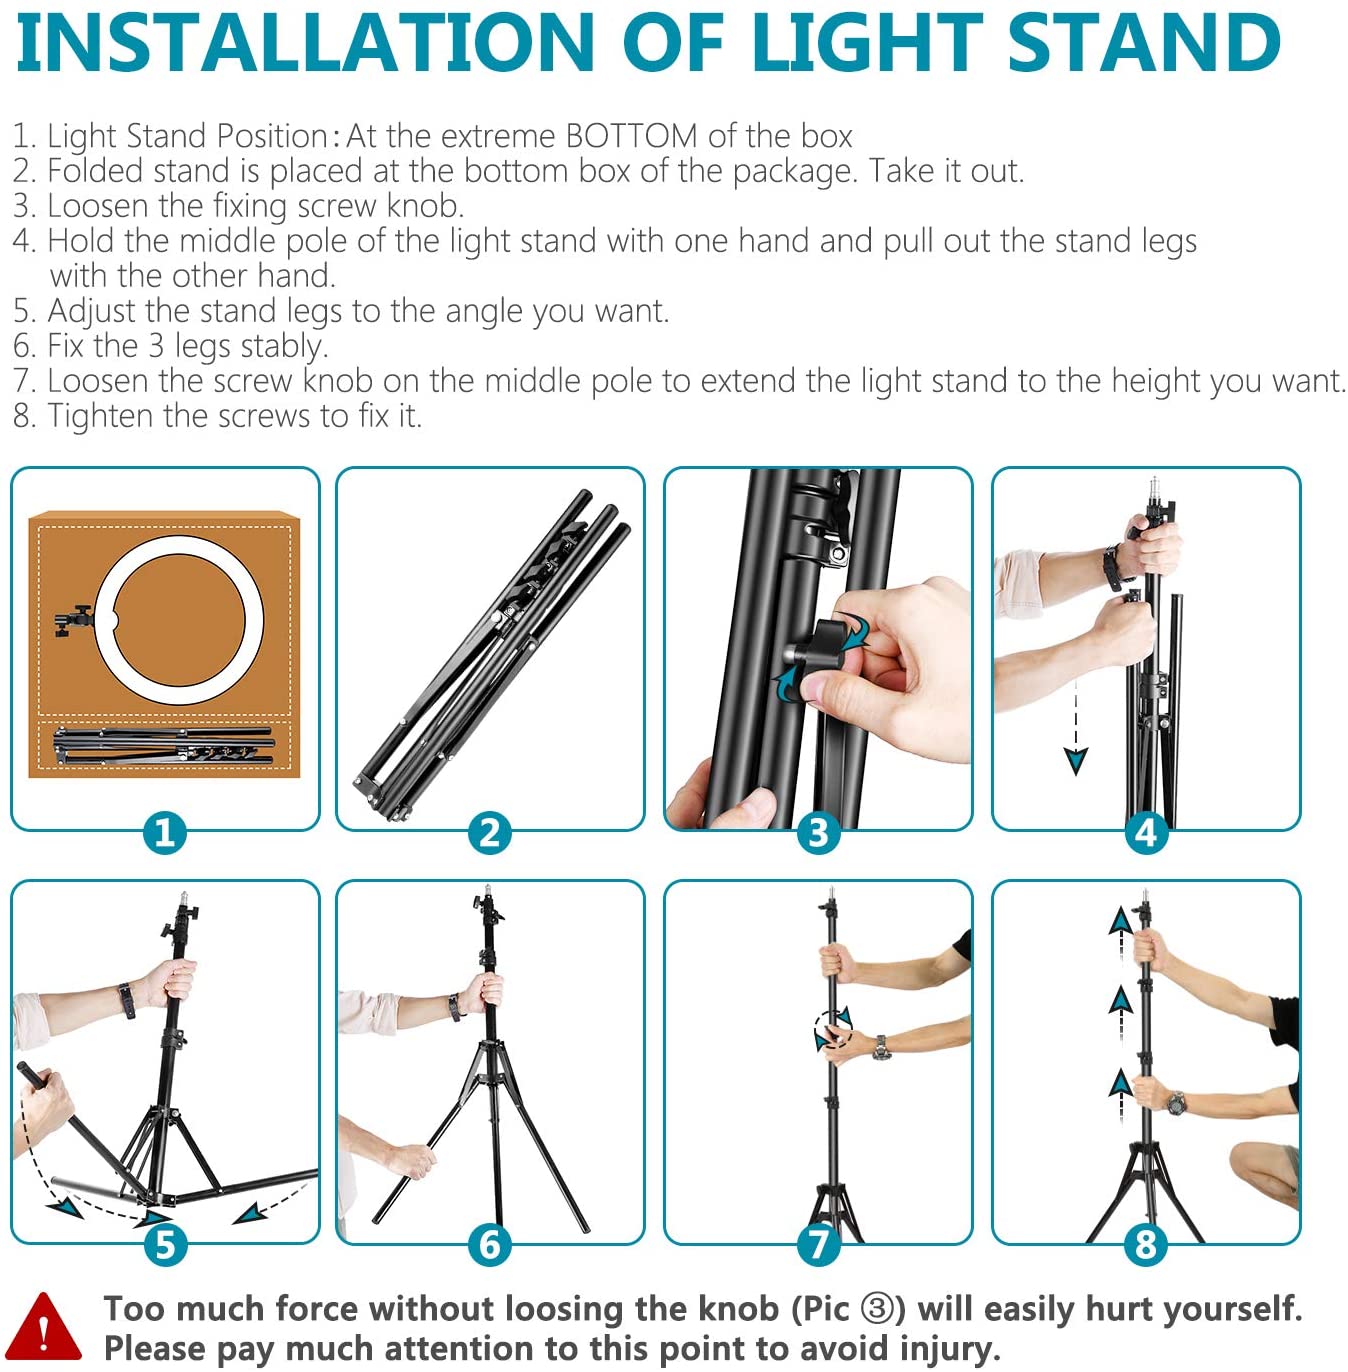 INSTALLATION OF LIGHT STAND
1. Light Stand Position: At the extreme BOTTOM of the box
2. Folded stand is placed at the bottom box of the package. Take it out.
3. Loosen the fixing screw knob.
4. Hold the middle pole of the light stand with one hand and pull out the stand legs
with the other hand.
5. Adjust the stand legs to the angle you want.
6. Fix the 3 legs stably.
7. Loosen the screw knob on the middle pole to extend the light stand to the height you want.
8. Tighten the screws to fix it.
1
2
3
4
5
6
7
8
Too much force without loosing the knob (Pic ③) will easily hurt yourself.
Please pay much attention to this point to avoid injury.